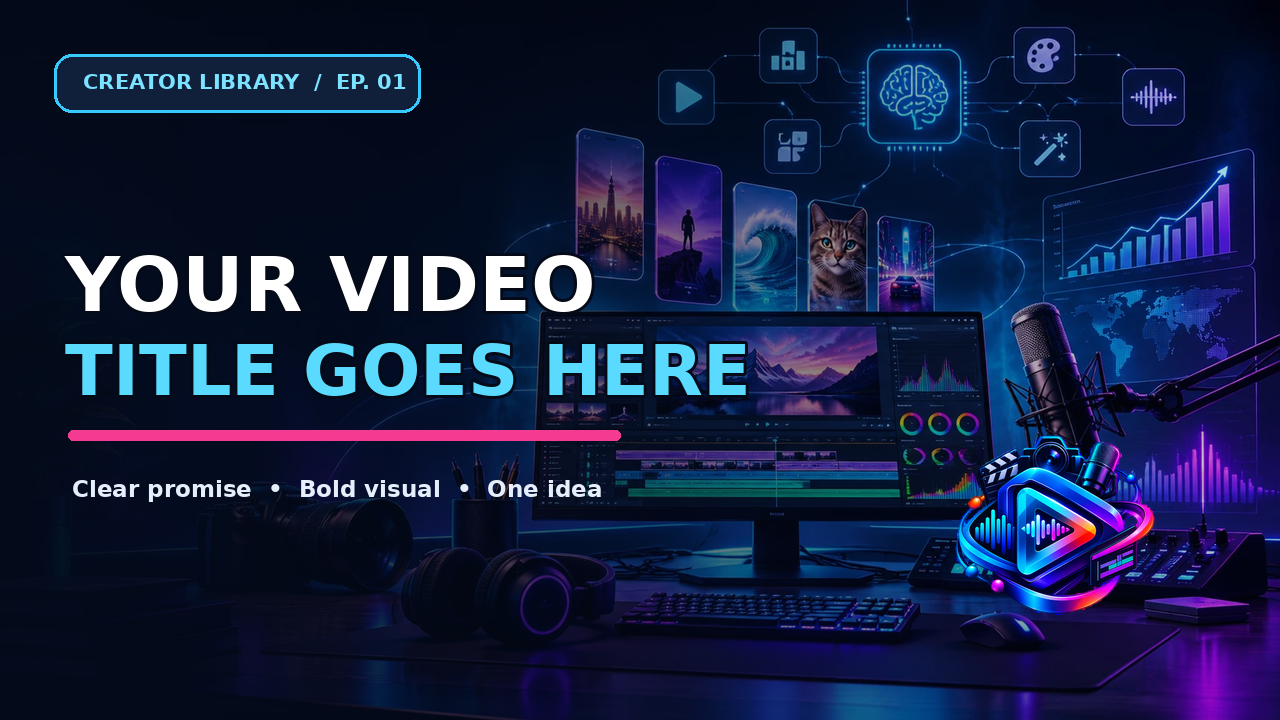 CREATOR LIBRARY / EP. 01
YOUR VIDEO
TITLE GOES HERE
Clear promise • Bold visual • One idea